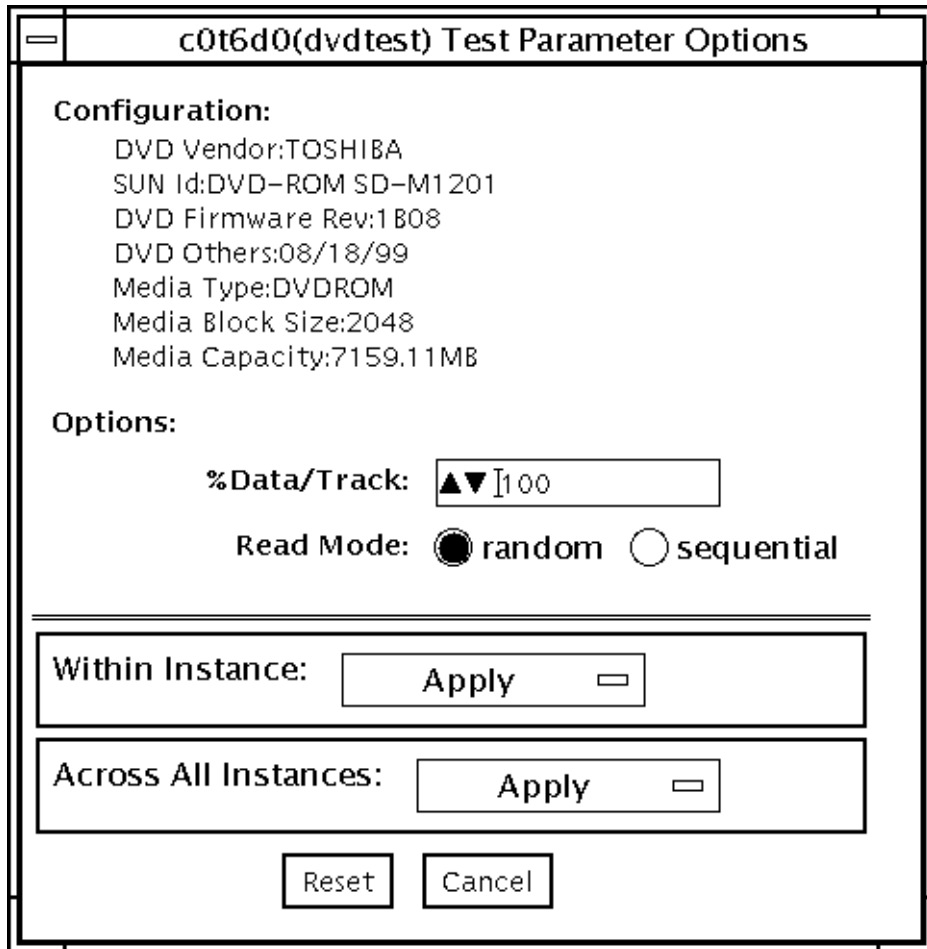 c0t6d0(dvdtest) Test Parameter Options
Configuration:
DVD Vendor:TOSHIBA
SUN Id:DVD-ROM SD-M1201
DVD Firmware Rev:1B08
DVD Others:08/18/99
Media Type:DVDROM
Media Block Size:2048
Media Capacity:7159.11MB
Options:
%Data/Track: 100
Read Mode: random sequential
Within Instance: Apply
Across All Instances: Apply
Reset Cancel